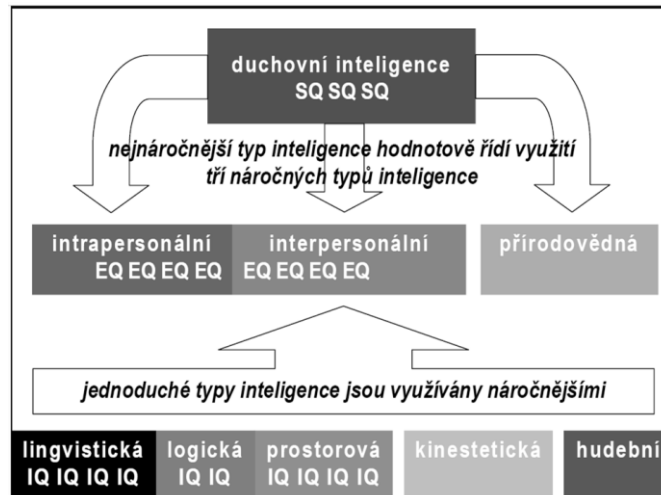 duchovní inteligence
SQ SQ SQ
nejnáročnější typ inteligence hodnotově řídí využití
tří náročných typů inteligence
intrapersonální interpersonální přírodovědná
EQ EQ EQ EQ EQ EQ EQ EQ
jednoduché typy inteligence jsou využívány náročnějšími
lingvistická logická prostorová kinestetická hudební
IQ IQ IQ IQ IQ IQ IQ IQ IQ IQ